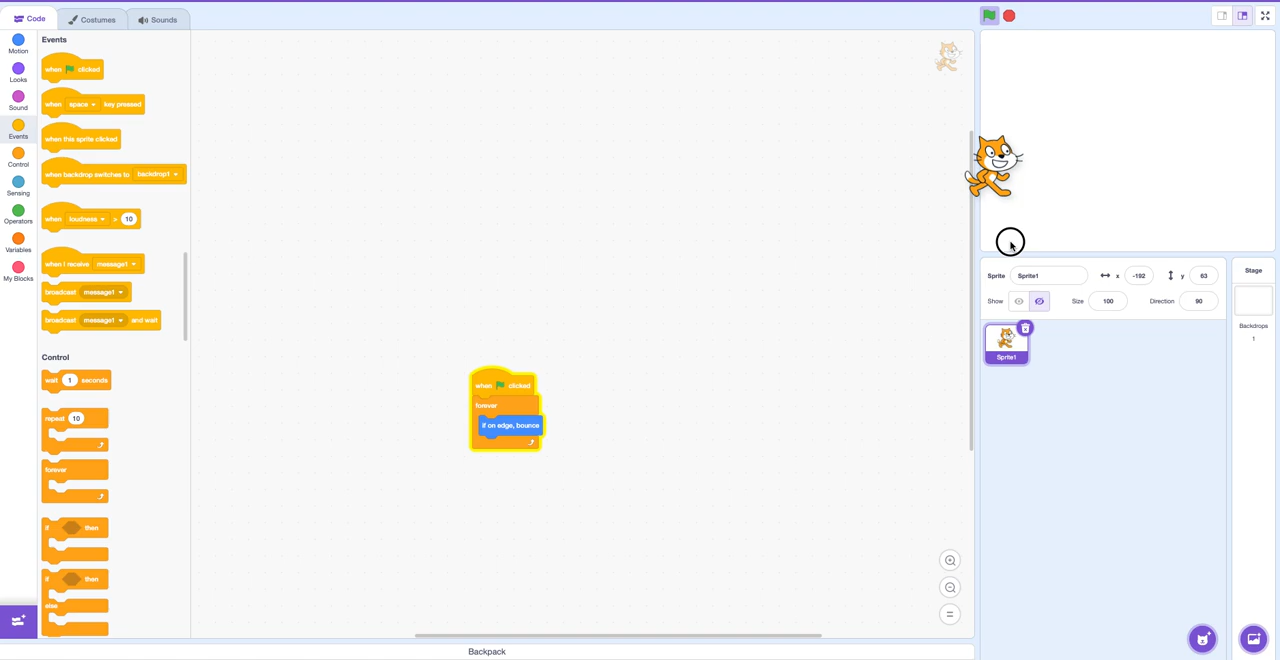 Code
Costumes
Sounds
Motion
Looks
Sound
Events
Control
Sensing
Operators
Variables
My Blocks
Events
when clicked
when space key pressed
when this sprite clicked
when backdrop switches to backdrop1
when loudness > 10
when I receive message1
broadcast message1
broadcast message1 and wait
Control
wait 1 seconds
repeat 10
forever
if then
if then
else
when clicked
forever
if on edge, bounce
Backpack
Sprite Sprite1 x -192 y 63
Show Size 100 Direction 90
Sprite1
Stage
Backdrops
1